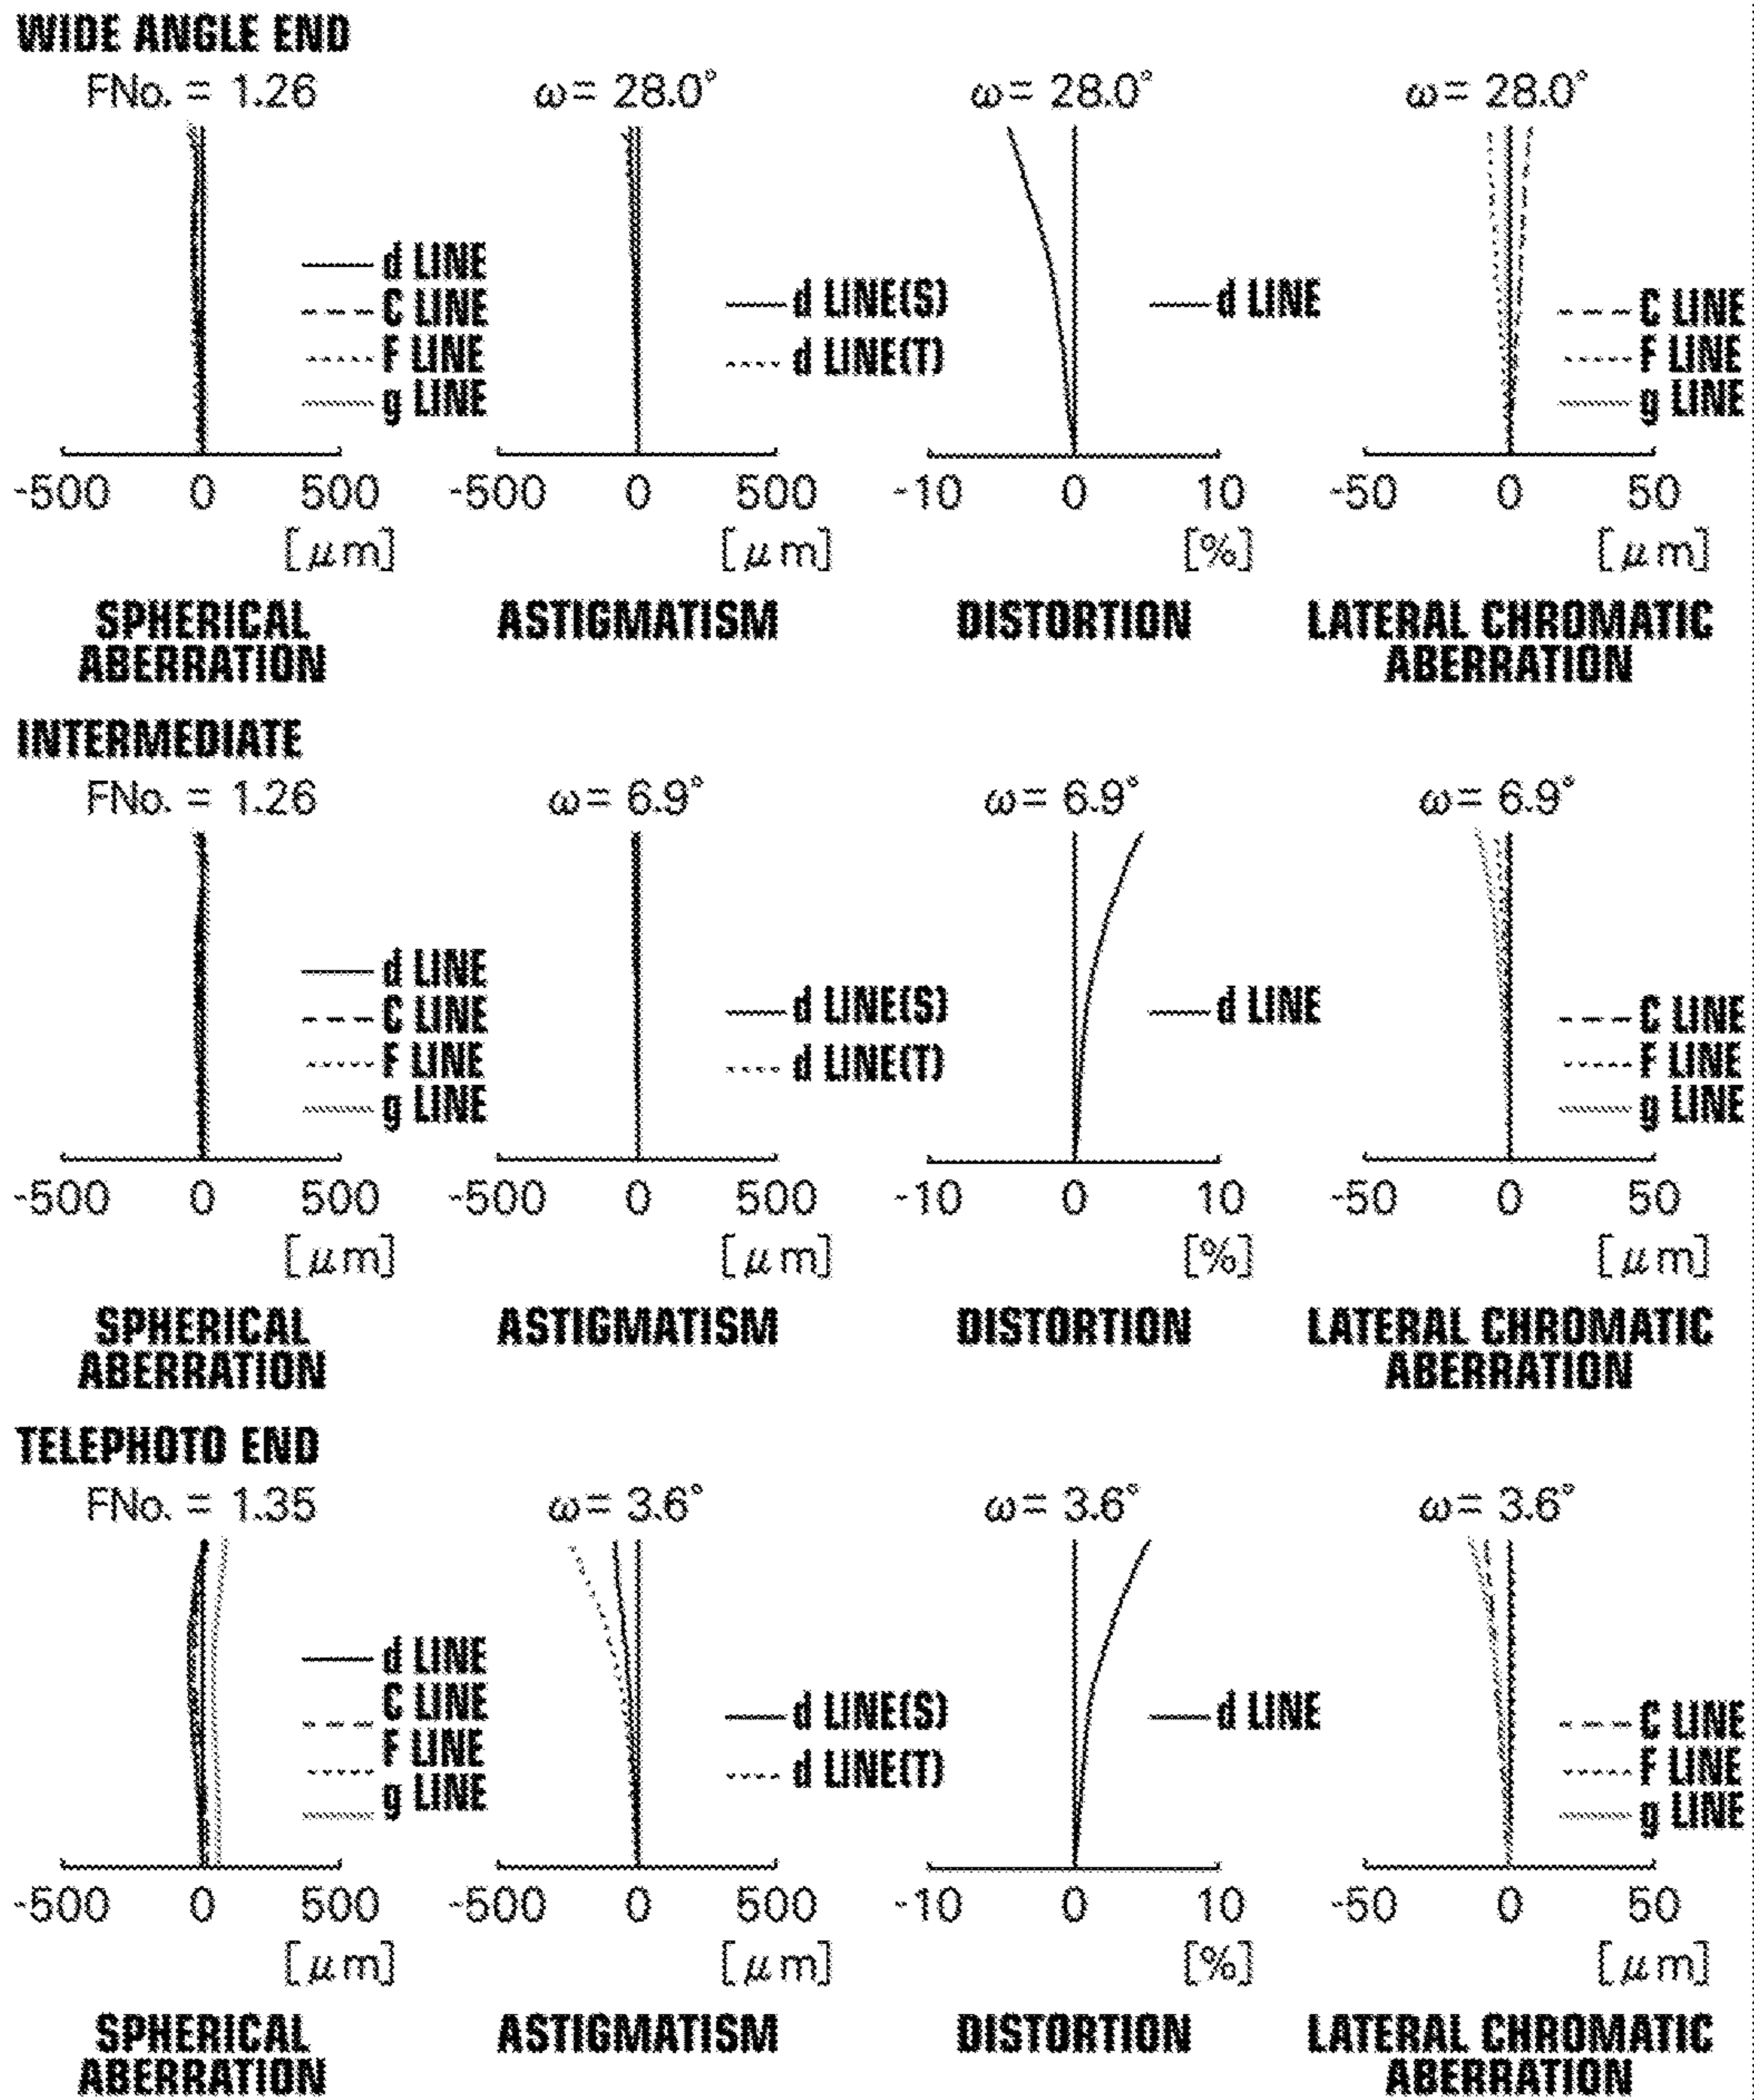 WIDE ANGLE END
FNo. = 1.26
ω= 28.0°
ω= 28.0°
ω= 28.0°
d LINE
C LINE
F LINE
g LINE
d LINE(S)
d LINE(T)
d LINE
C LINE
F LINE
g LINE
-500 0 500
-500 0 500
-10 0 10
-50 0 50
[μm]
[μm]
[%]
[μm]
SPHERICAL
ABERRATION
ASTIGMATISM
DISTORTION
LATERAL CHROMATIC
ABERRATION
INTERMEDIATE
FNo. = 1.26
ω= 6.9°
ω= 6.9°
ω= 6.9°
d LINE
C LINE
F LINE
g LINE
d LINE(S)
d LINE(T)
d LINE
C LINE
F LINE
g LINE
-500 0 500
-500 0 500
-10 0 10
-50 0 50
[μm]
[μm]
[%]
[μm]
SPHERICAL
ABERRATION
ASTIGMATISM
DISTORTION
LATERAL CHROMATIC
ABERRATION
TELEPHOTO END
FNo. = 1.35
ω= 3.6°
ω= 3.6°
ω= 3.6°
d LINE
C LINE
F LINE
g LINE
d LINE(S)
d LINE(T)
d LINE
C LINE
F LINE
g LINE
-500 0 500
-500 0 500
-10 0 10
-50 0 50
[μm]
[μm]
[%]
[μm]
SPHERICAL
ABERRATION
ASTIGMATISM
DISTORTION
LATERAL CHROMATIC
ABERRATION